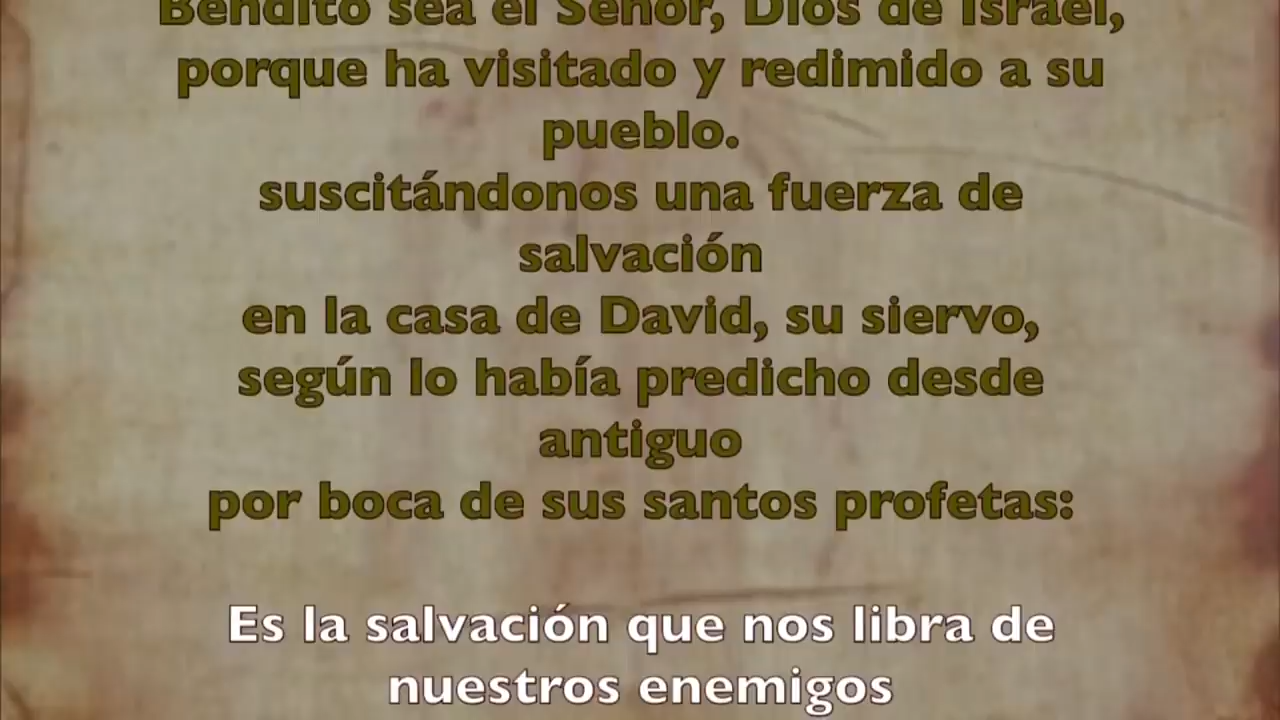 Bendito sea el Señor, Dios de Israel,
porque ha visitado y redimido a su
pueblo.
suscitándonos una fuerza de
salvación
en la casa de David, su siervo,
según lo había predicho desde
antiguo
por boca de sus santos profetas:
Es la salvación que nos libra de
nuestros enemigos